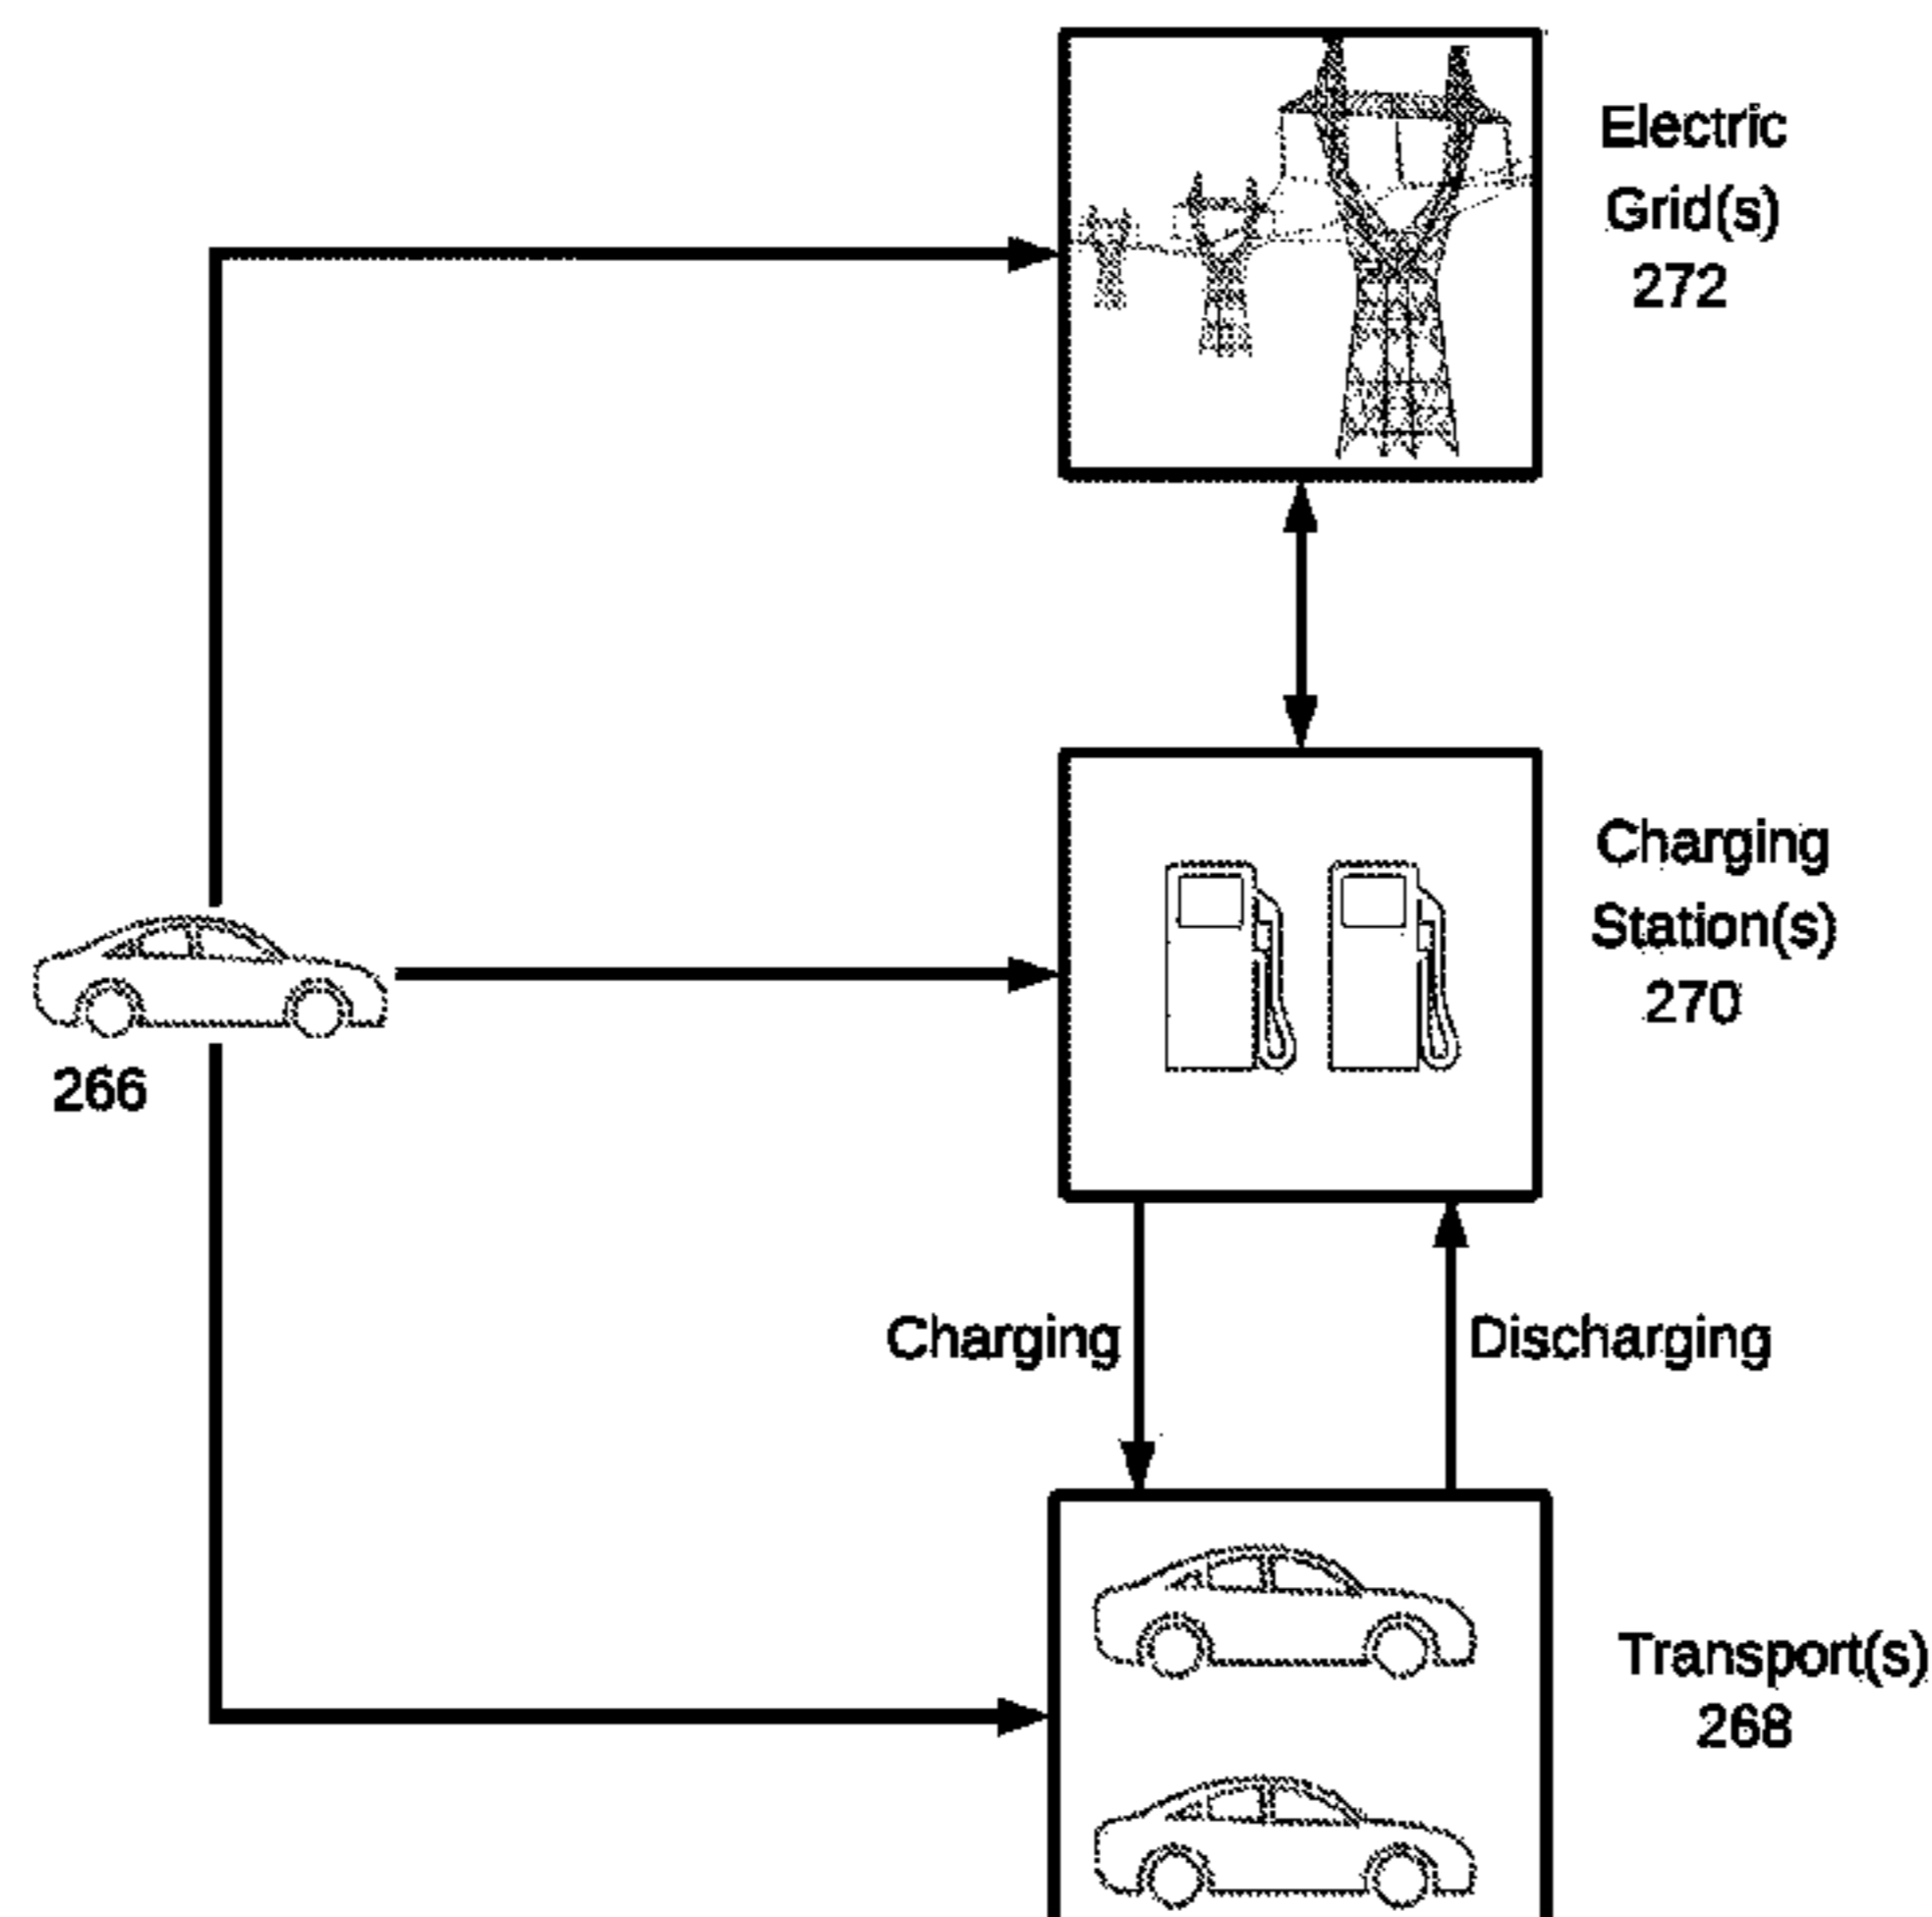 Electric
Grid(s)
272
Charging
Station(s)
270
266
Charging
Discharging
Transport(s)
268